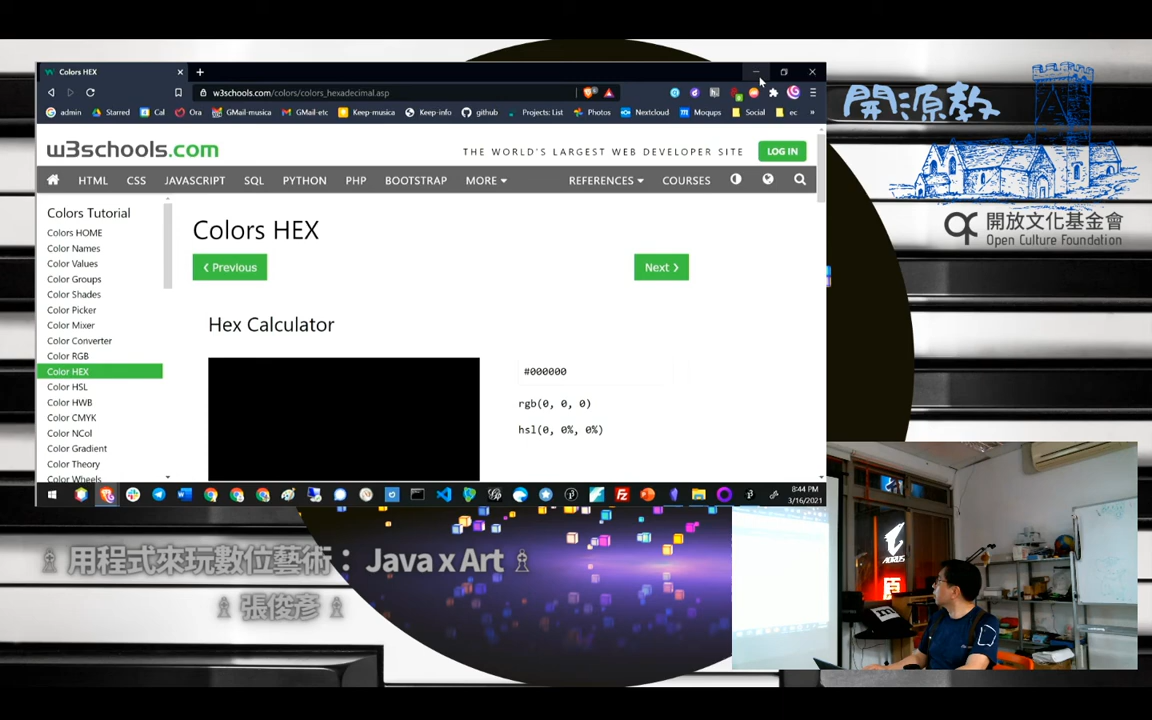 Colors HEX
w3schools.com/colors/colors_hexadecimal.asp
admin
Starred
Cal
Ora
GMail-musica
GMail-etc
Keep-musica
Keep-info
github
Projects: List
Photos
Nextcloud
Moqups
Social
ec
w3schools.com
THE WORLD'S LARGEST WEB DEVELOPER SITE
LOG IN
HTML
CSS
JAVASCRIPT
SQL
PYTHON
PHP
BOOTSTRAP
MORE
REFERENCES
COURSES
Colors Tutorial
Colors HOME
Color Names
Color Values
Color Groups
Color Shades
Color Picker
Color Mixer
Color Converter
Color RGB
Color HEX
Color HSL
Color HWB
Color CMYK
Color NCol
Color Gradient
Color Theory
Color Wheels
Colors HEX
❮ Previous
Next ❯
Hex Calculator
#000000
rgb(0, 0, 0)
hsl(0, 0%, 0%)
8:44 PM
3/16/2021
開源教
開放文化基金會
Open Culture Foundation
用程式來玩數位藝術： Java x Art
張俊彥
AORUS
原